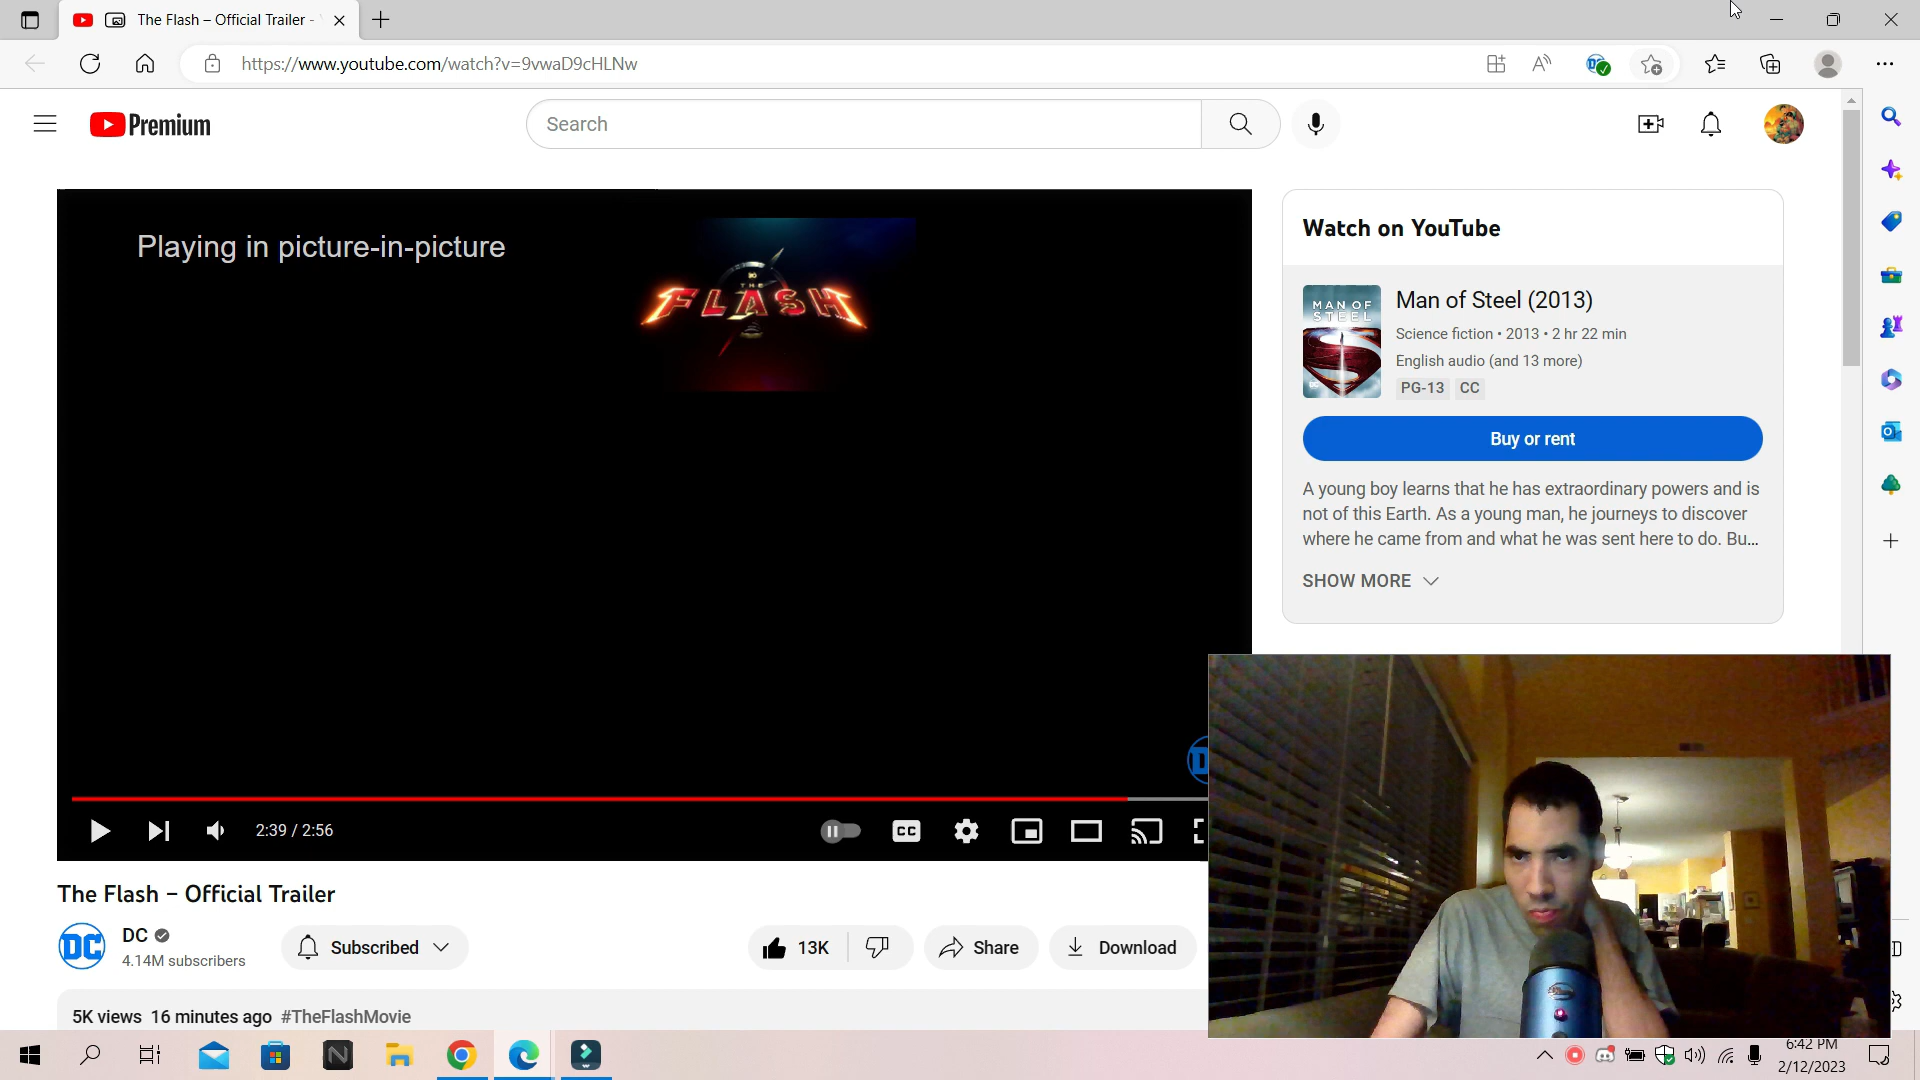 The Flash – Official Trailer -
https://www.youtube.com/watch?v=9vwaD9cHLNw
Premium
Search
Playing in picture-in-picture
THE
FLASH
Watch on YouTube
MAN OF
STEEL
Man of Steel (2013)
Science fiction • 2013 • 2 hr 22 min
English audio (and 13 more)
PG-13 CC
Buy or rent
A young boy learns that he has extraordinary powers and is
not of this Earth. As a young man, he journeys to discover
where he came from and what he was sent here to do. Bu...
SHOW MORE
CC
2:39 / 2:56
The Flash – Official Trailer
DC
DC
4.14M subscribers
Subscribed
13K
Share
Download
5K views 16 minutes ago #TheFlashMovie
6:42 PM
2/12/2023